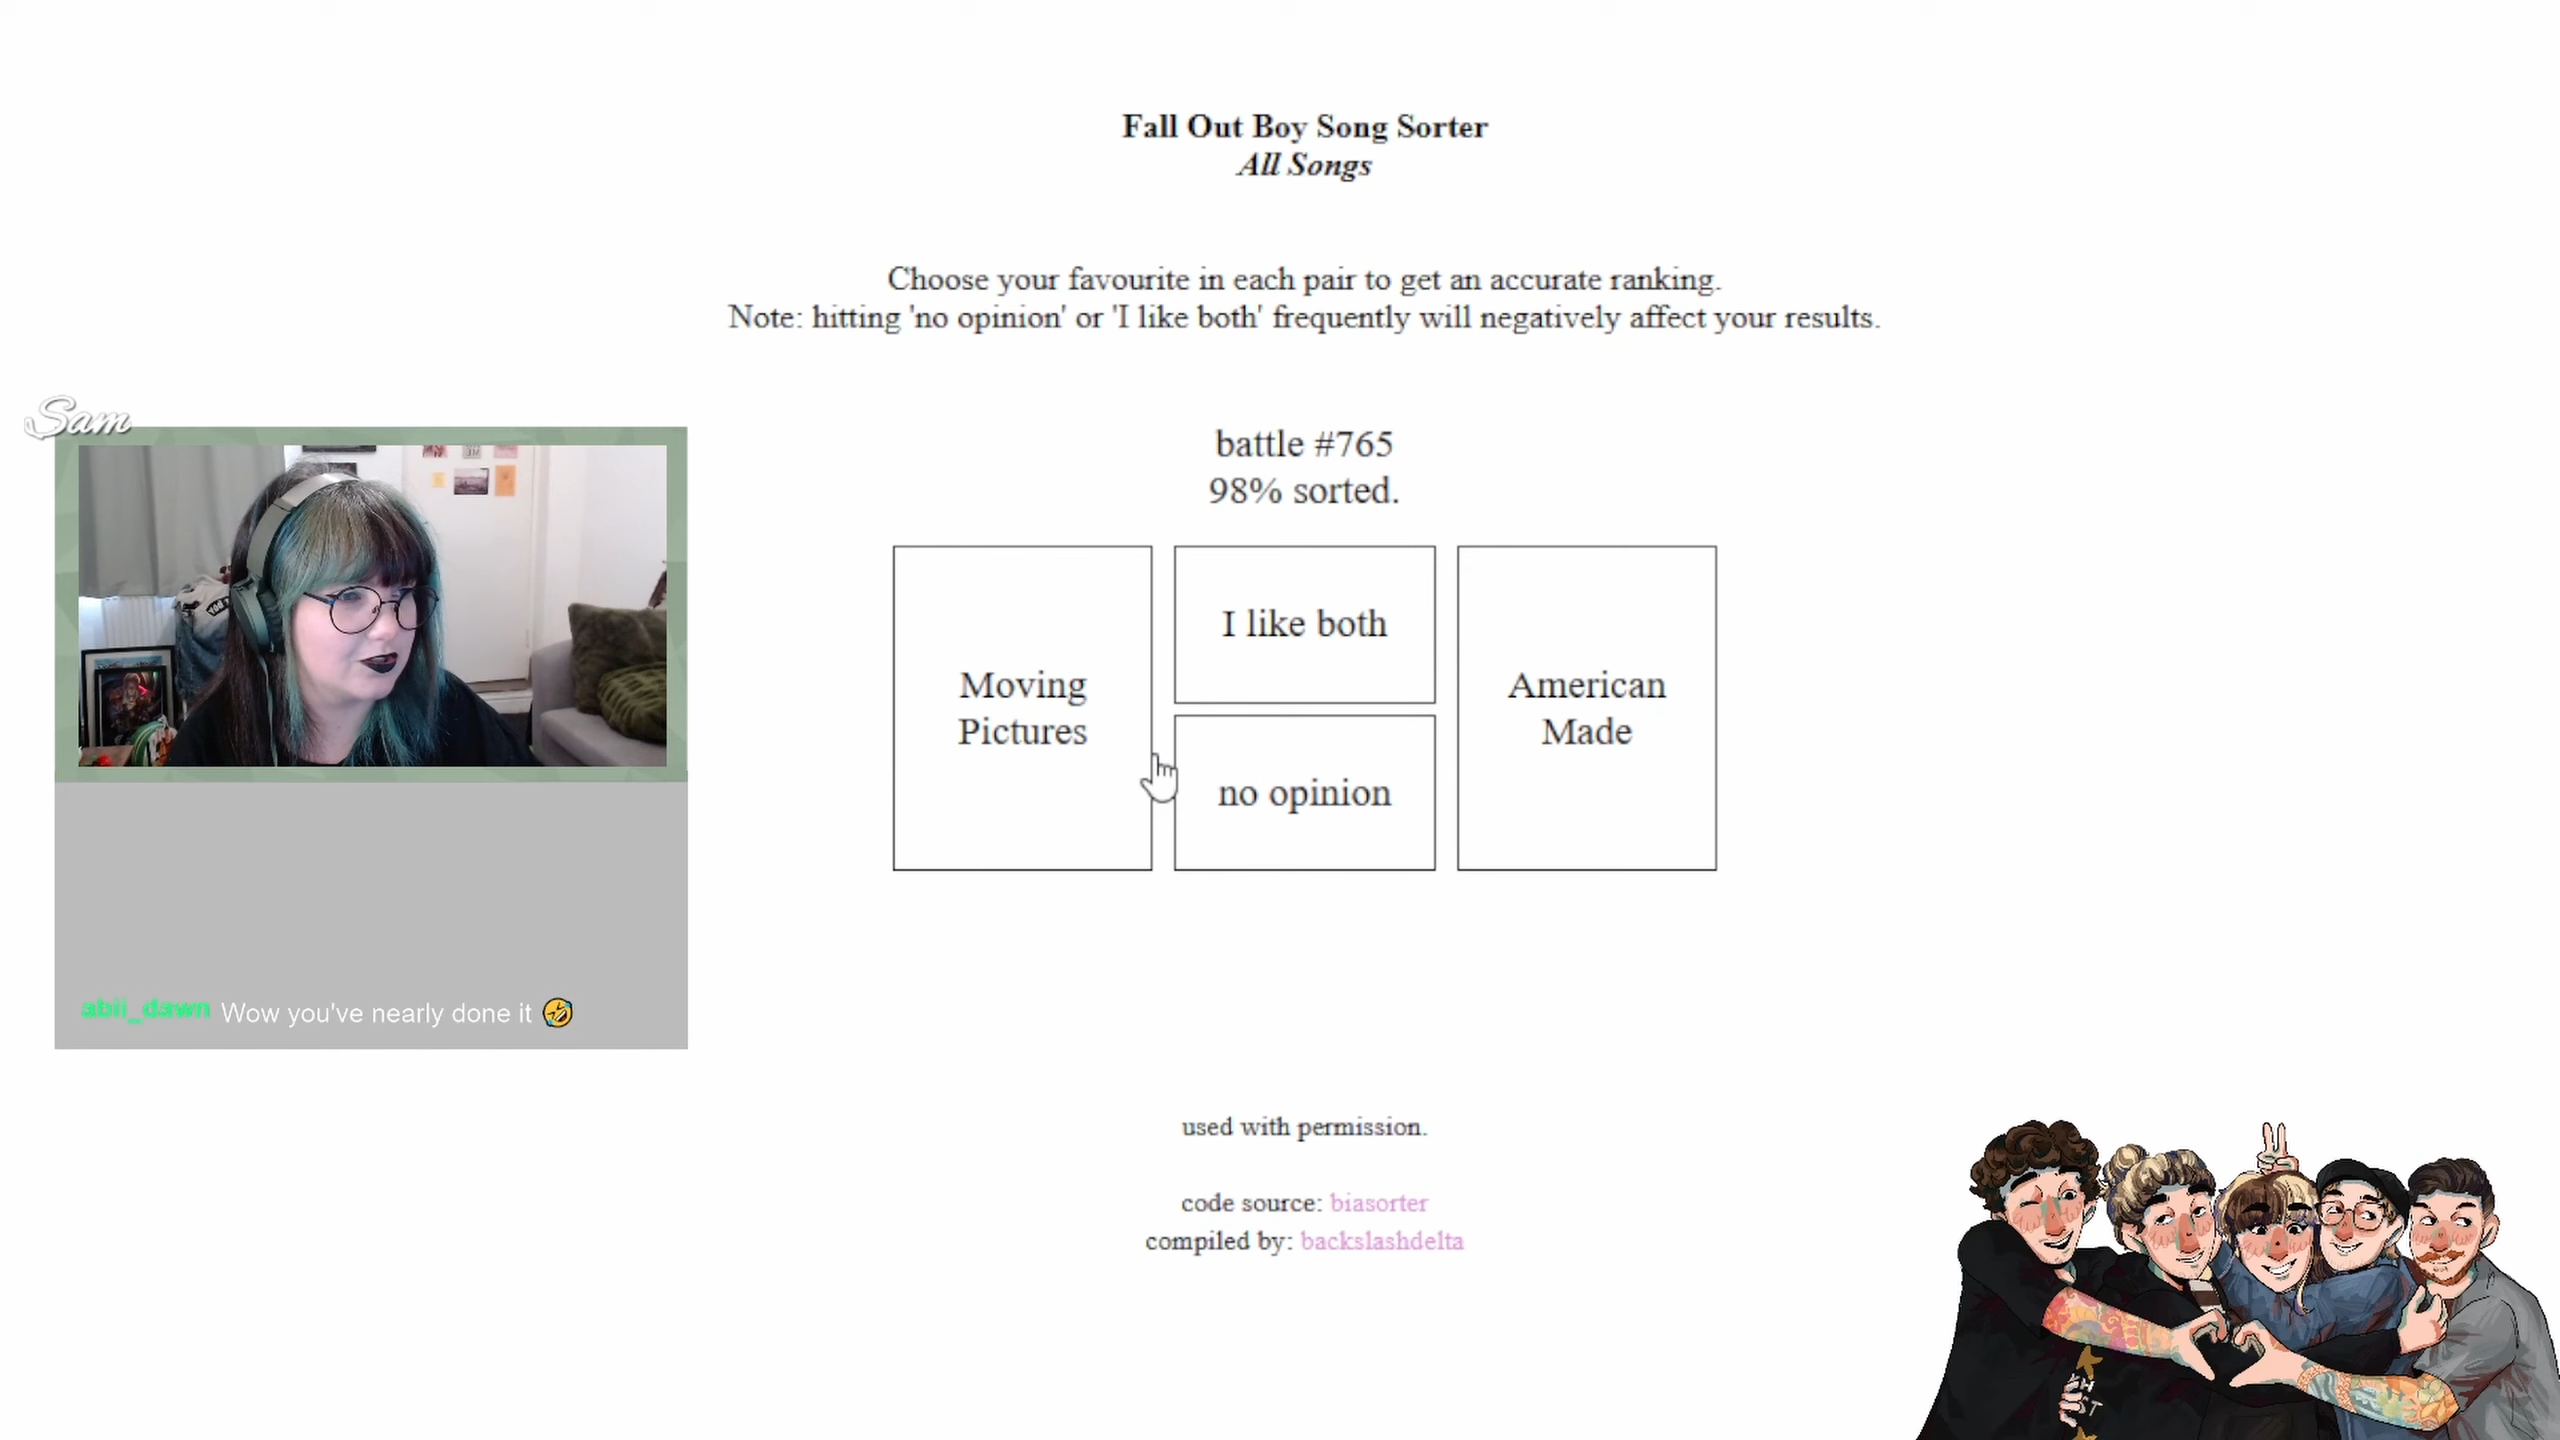 Fall Out Boy Song Sorter
All Songs
Choose your favourite in each pair to get an accurate ranking.
Note: hitting 'no opinion' or 'I like both' frequently will negatively affect your results.
Sam
battle #765
98% sorted.
Moving
Pictures
I like both
no opinion
American
Made
abii_dawn Wow you've nearly done it 🤣
used with permission.
code source: biasorter
compiled by: backslashdelta